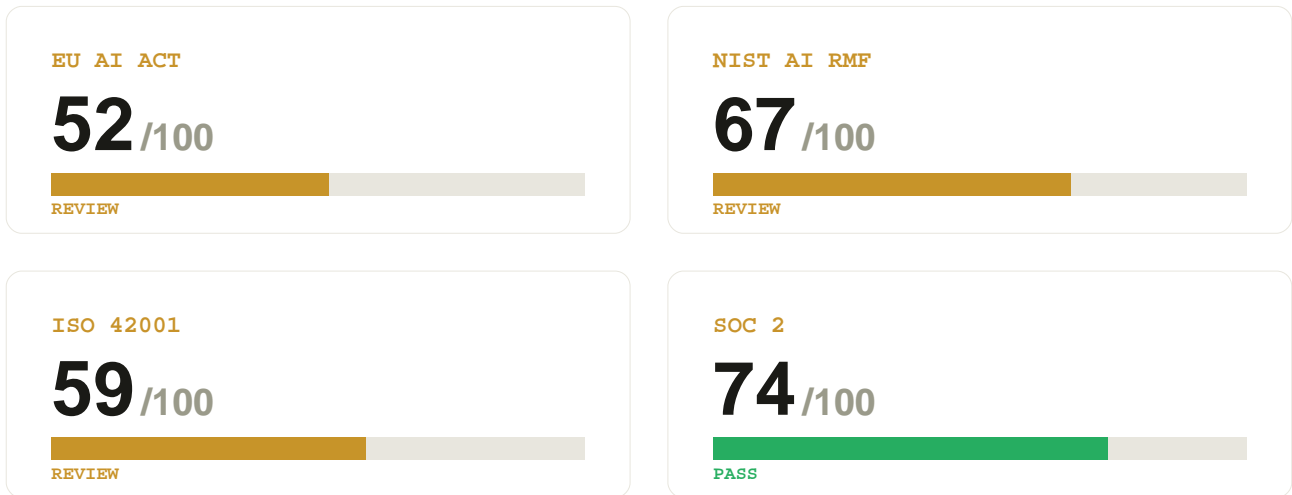 EU AI ACT
52 /100
REVIEW
NIST AI RMF
67 /100
REVIEW
ISO 42001
59 /100
REVIEW
SOC 2
74 /100
PASS